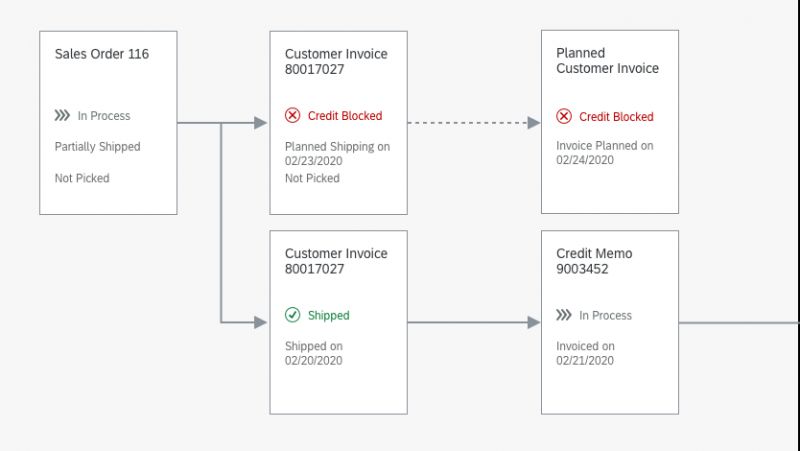 Sales Order 116
In Process
Partially Shipped
Not Picked
Customer Invoice
80017027
Credit Blocked
Planned Shipping on
02/23/2020
Not Picked
Planned
Customer Invoice
Credit Blocked
Invoice Planned on
02/24/2020
Customer Invoice
80017027
Shipped
Shipped on
02/20/2020
Credit Memo
9003452
In Process
Invoiced on
02/21/2020